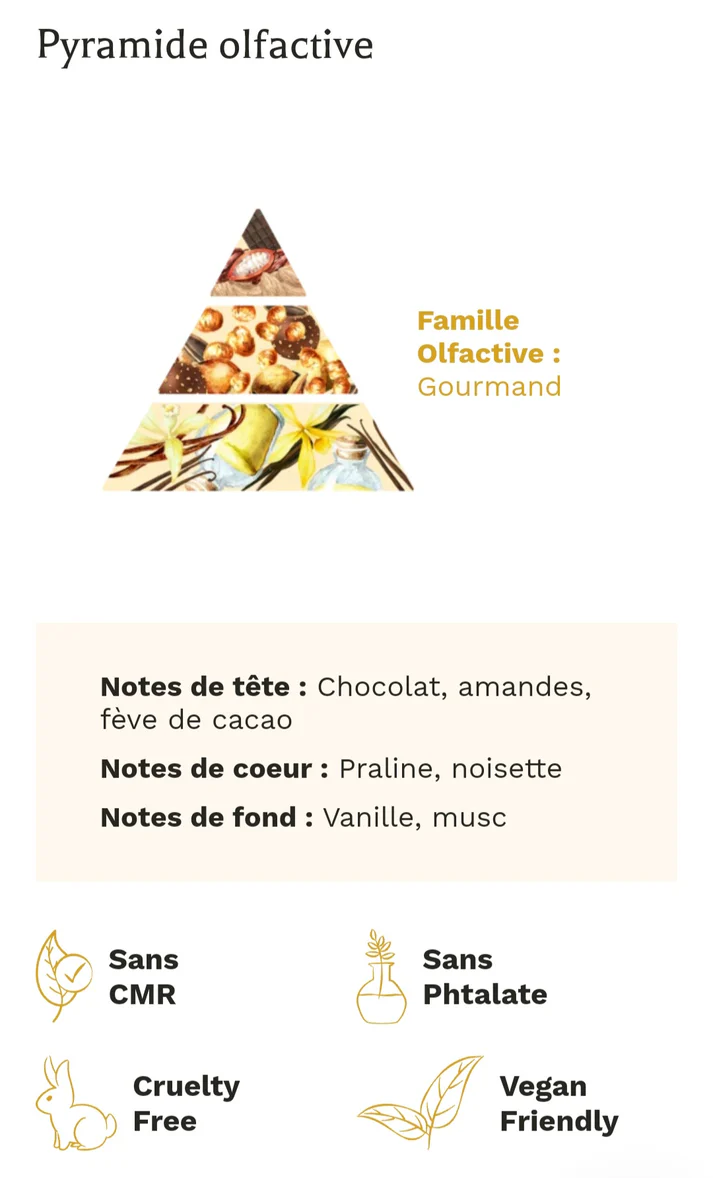 Pyramide olfactive
Famille
Olfactive :
Gourmand
Notes de tête : Chocolat, amandes,
fève de cacao
Notes de coeur : Praline, noisette
Notes de fond : Vanille, musc
Sans
CMR
Sans
Phtalate
Cruelty
Free
Vegan
Friendly